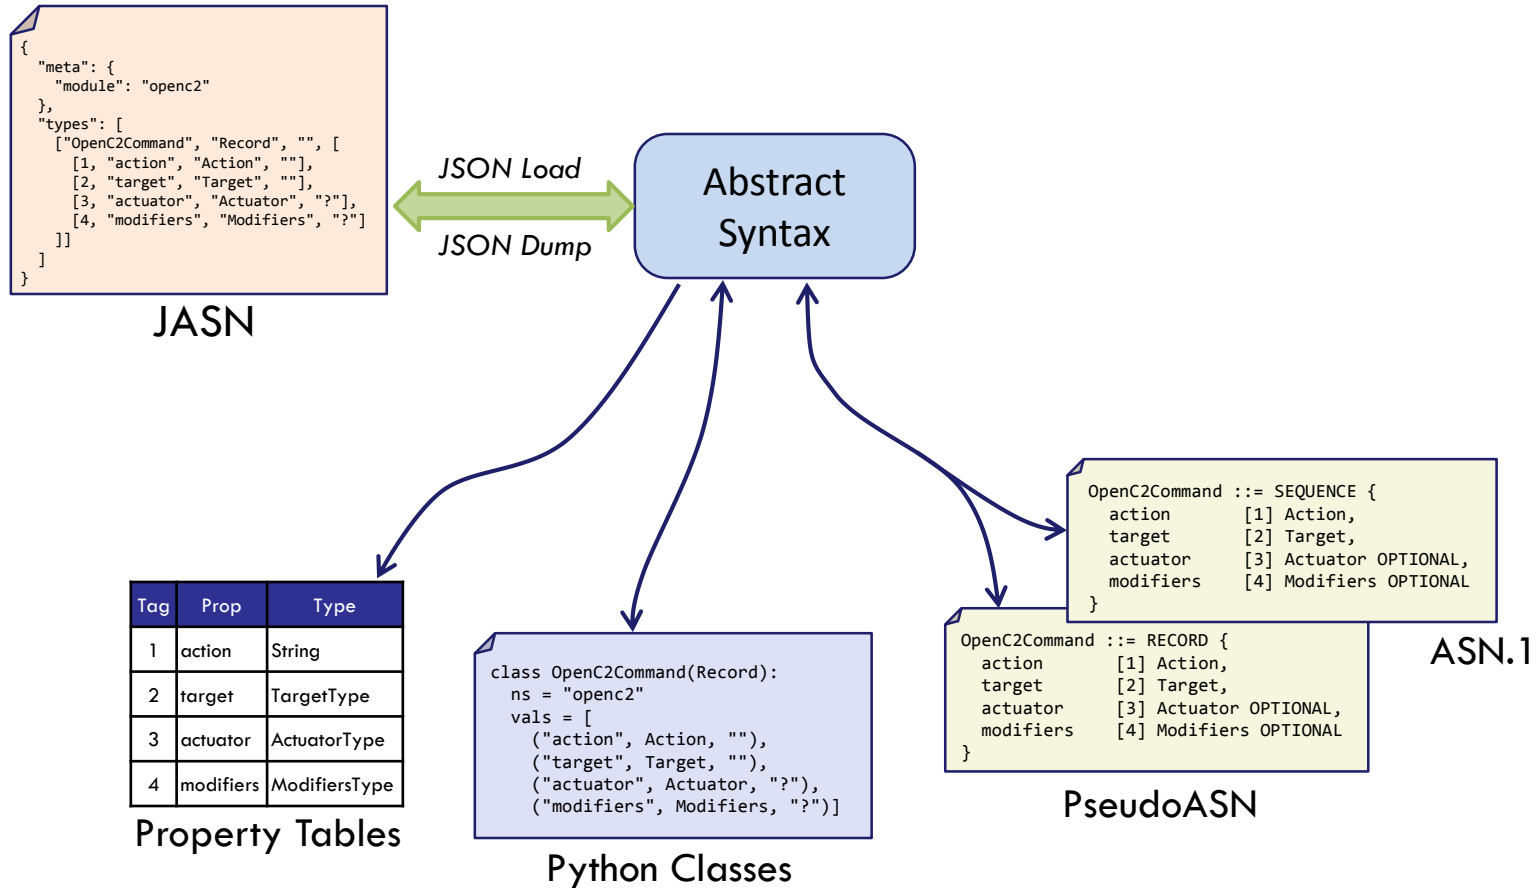 {
  "meta": {
    "module": "openc2"
  },
  "types": [
    ["OpenC2Command", "Record", "", [
      [1, "action", "Action", ""],
      [2, "target", "Target", ""],
      [3, "actuator", "Actuator", "?"],
      [4, "modifiers", "Modifiers", "?"]
    ]]
  ]
}
JASN
JSON Load
JSON Dump
Abstract
Syntax
Tag Prop Type
1 action String
2 target TargetType
3 actuator ActuatorType
4 modifiers ModifiersType
Property Tables
class OpenC2Command(Record):
  ns = "openc2"
  vals = [
    ("action", Action, ""),
    ("target", Target, ""),
    ("actuator", Actuator, "?"),
    ("modifiers", Modifiers, "?")]
Python Classes
OpenC2Command ::= SEQUENCE {
  action       [1] Action,
  target       [2] Target,
  actuator     [3] Actuator OPTIONAL,
  modifiers    [4] Modifiers OPTIONAL
}
ASN.1
OpenC2Command ::= RECORD {
  action       [1] Action,
  target       [2] Target,
  actuator     [3] Actuator OPTIONAL,
  modifiers    [4] Modifiers OPTIONAL
}
PseudoASN